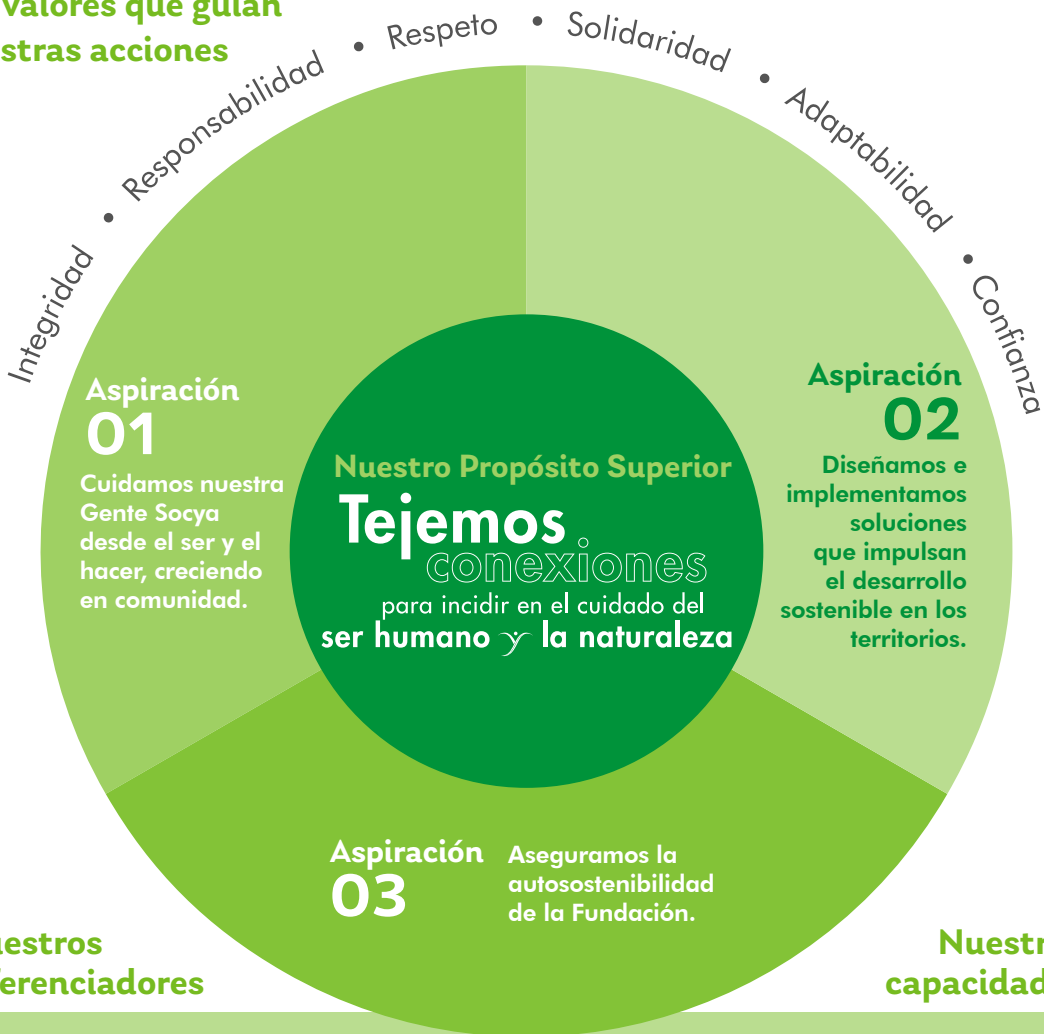 valores que guían
stras acciones
Integridad • Responsabilidad • Respeto • Solidaridad • Adaptabilidad • Confianza
Aspiración
01
Cuidamos nuestra
Gente Socya
desde el ser y el
hacer, creciendo
en comunidad.
Nuestro Propósito Superior
Tejemos
conexiones
para incidir en el cuidado del
ser humano y la naturaleza
Aspiración
02
Diseñamos e
implementamos
soluciones
que impulsan
el desarrollo
sostenible en los
territorios.
Aspiración
03
Aseguramos la
autosostenibilidad
de la Fundación.
uestros
ferenciadores
Nuestr
capacidad